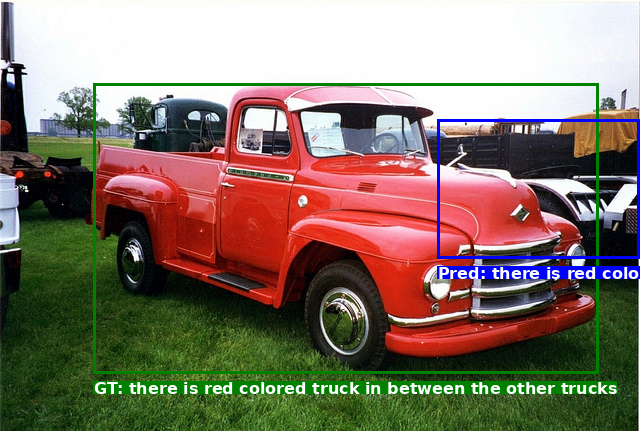 Pred: there is red colo
GT: there is red colored truck in between the other trucks